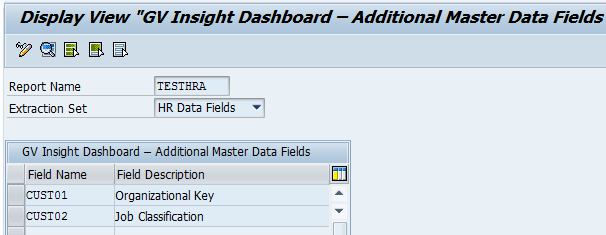 Display View "GV Insight Dashboard – Additional Master Data Fields
Report Name TESTHRA
Extraction Set HR Data Fields
GV Insight Dashboard – Additional Master Data Fields
Field Name Field Description
CUST01 Organizational Key
CUST02 Job Classification